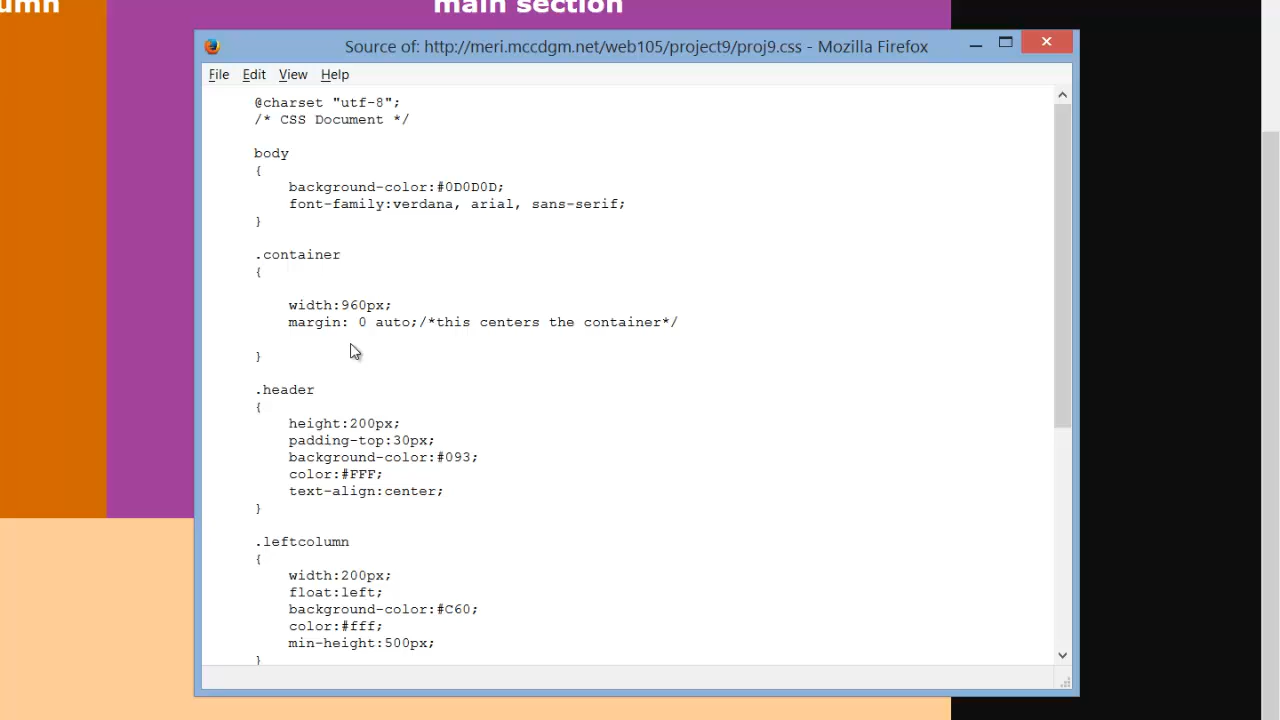 umn
main section
Source of: http://meri.mccdgm.net/web105/project9/proj9.css - Mozilla Firefox
File Edit View Help
@charset "utf-8";
/* CSS Document */
body
{
background-color:#0D0D0D;
font-family:verdana, arial, sans-serif;
}
.container
{
width:960px;
margin: 0 auto;/*this centers the container*/
}
.header
{
height:200px;
padding-top:30px;
background-color:#093;
color:#FFF;
text-align:center;
}
.leftcolumn
{
width:200px;
float:left;
background-color:#C60;
color:#fff;
min-height:500px;
}